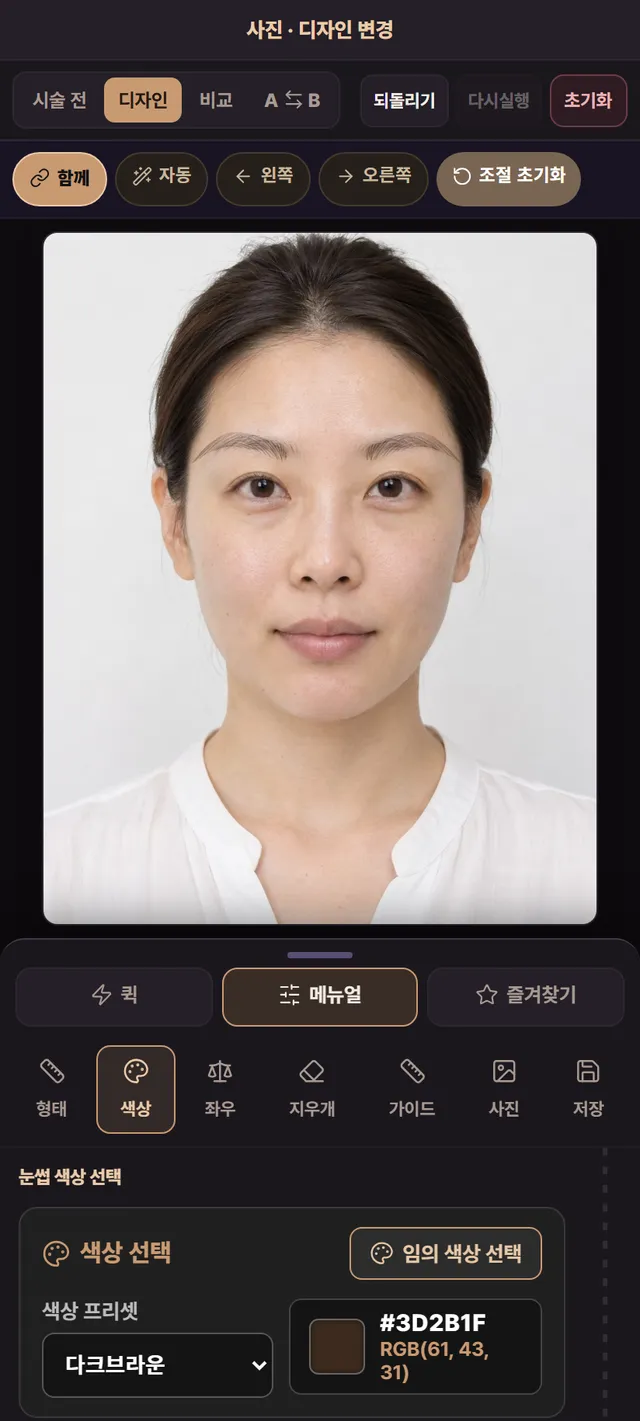 사진 · 디자인 변경
시술 전 디자인 비교 A ⇆ B 되돌리기 다시실행 초기화
함께 자동 ← 왼쪽 → 오른쪽 조절 초기화
퀵 메뉴얼 즐겨찾기
형태 색상 좌우 지우개 가이드 사진 저장
눈썹 색상 선택
색상 선택 임의 색상 선택
색상 프리셋
다크브라운
#3D2B1F
RGB(61, 43,
31)